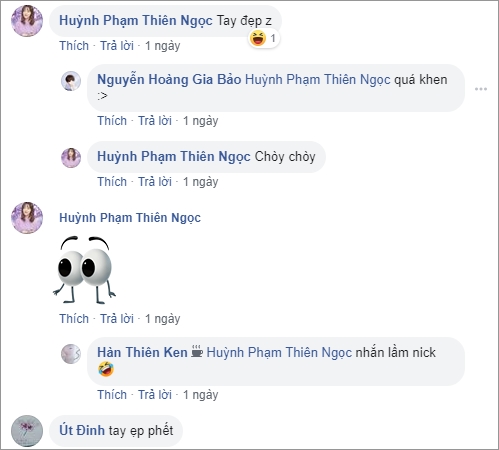 Huỳnh Phạm Thiên Ngọc Tay đẹp z
1
Thích · Trả lời · 1 ngày
Nguyễn Hoàng Gia Bảo Huỳnh Phạm Thiên Ngọc quá khen
:>
Thích · Trả lời · 1 ngày
Huỳnh Phạm Thiên Ngọc Chòy chòy
Thích · Trả lời · 1 ngày
Huỳnh Phạm Thiên Ngọc
Thích · Trả lời · 1 ngày
Hàn Thiên Ken ☕ Huỳnh Phạm Thiên Ngọc nhắn lầm nick
🤣
Thích · Trả lời · 1 ngày
Út Đinh tay ẹp phết